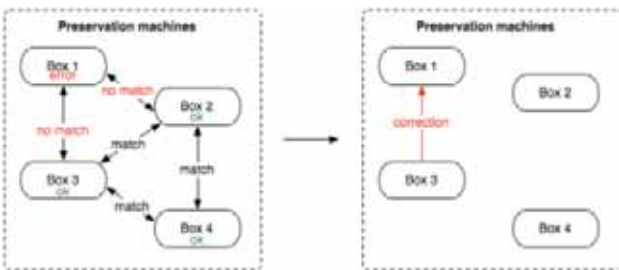 Preservation machines
Box 1
error
no match
Box 2
ok
no match
match
match
Box 3
ok
match
Box 4
ok
Preservation machines
Box 1
Box 2
correction
Box 3
Box 4